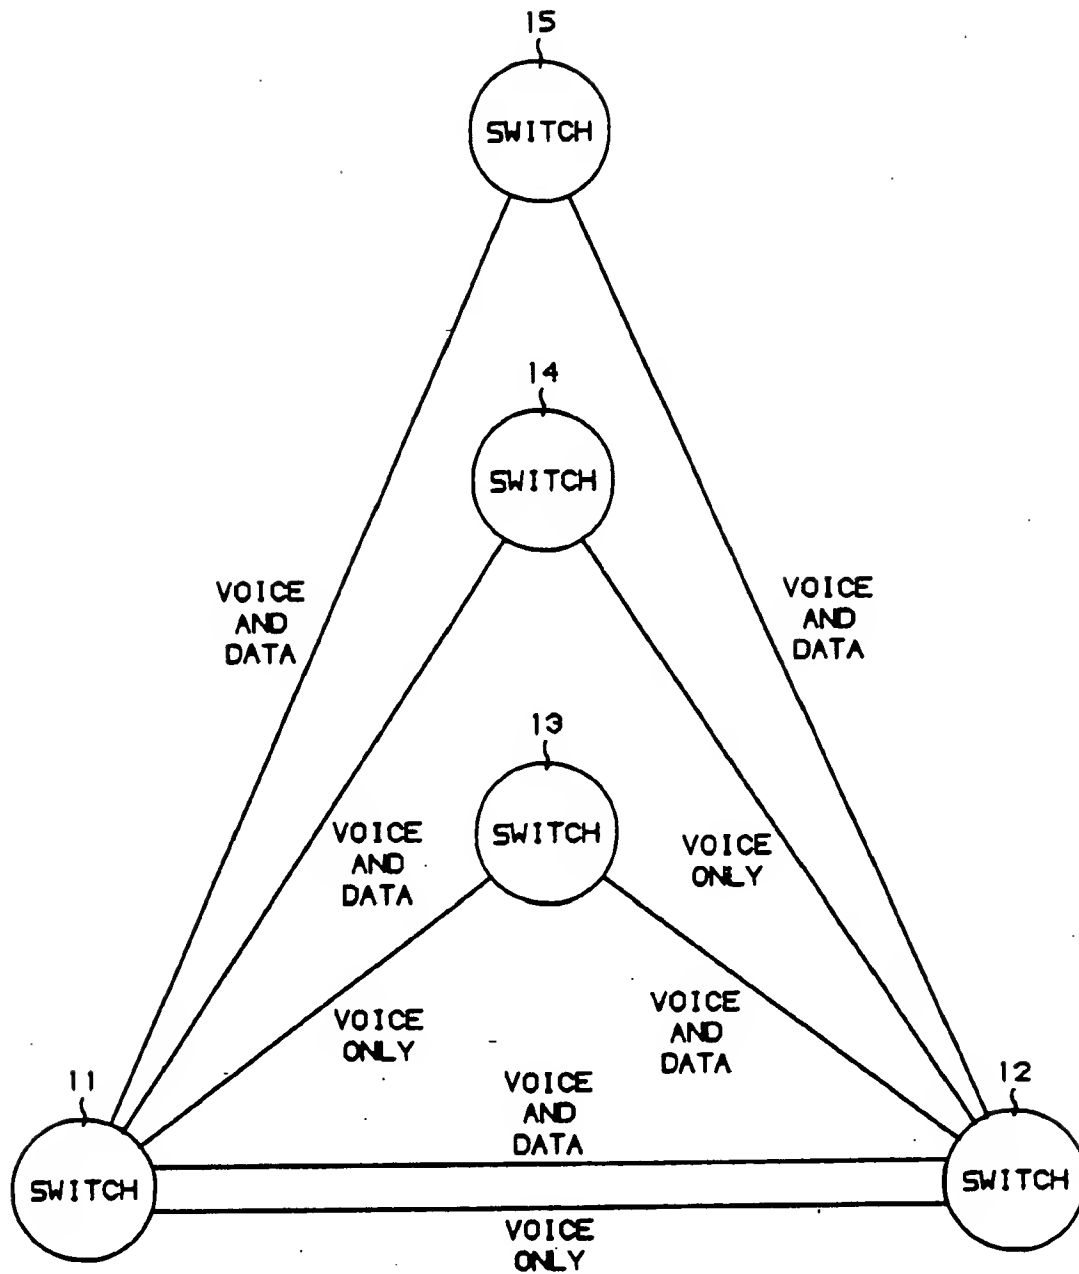 15
SWITCH
14
SWITCH
VOICE
AND
DATA
VOICE
AND
DATA
13
SWITCH
VOICE
AND
DATA
VOICE
ONLY
VOICE
ONLY
VOICE
AND
DATA
11
SWITCH
VOICE
AND
DATA
12
SWITCH
VOICE
ONLY